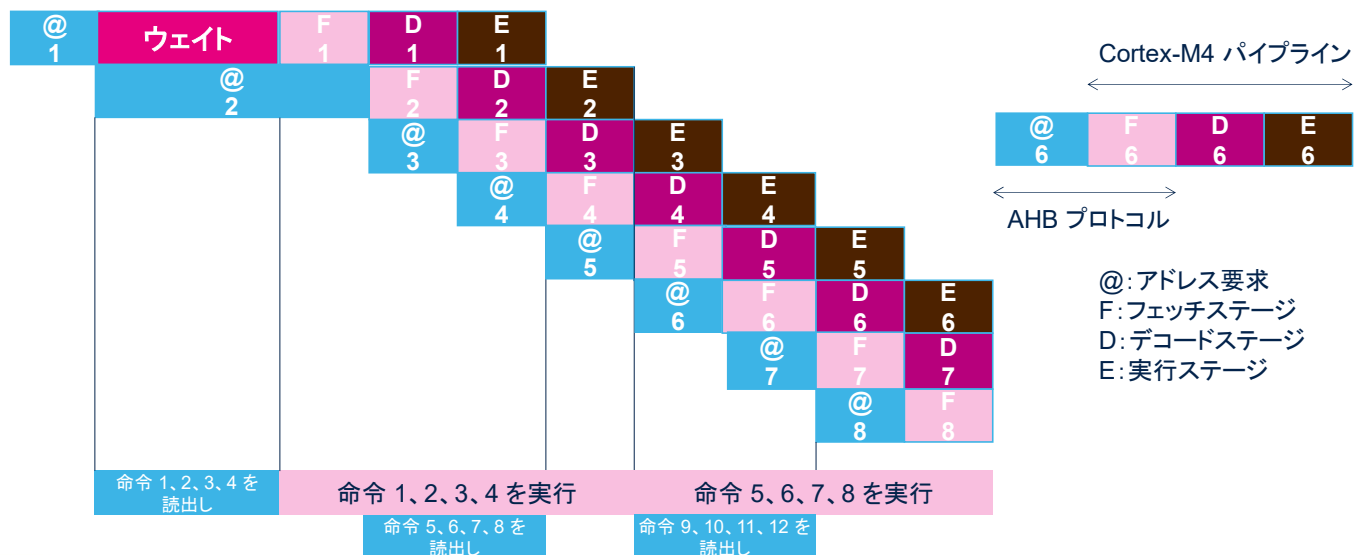 @
1
ウェイト
F
1
D
1
E
1
@
2
F
2
D
2
E
2
@
3
F
3
D
3
E
3
@
4
F
4
D
4
E
4
@
5
F
5
D
5
E
5
@
6
F
6
D
6
E
6
@
7
F
7
D
7
@
8
F
8
命令 1、2、3、4 を
読出し
命令 1、2、3、4 を実行
命令 5、6、7、8 を実行
命令 5、6、7、8 を
読出し
命令 9、10、11、12 を
読出し
Cortex-M4 パイプライン
@
6
F
6
D
6
E
6
AHB プロトコル
@:アドレス要求
F:フェッチステージ
D:デコードステージ
E:実行ステージ